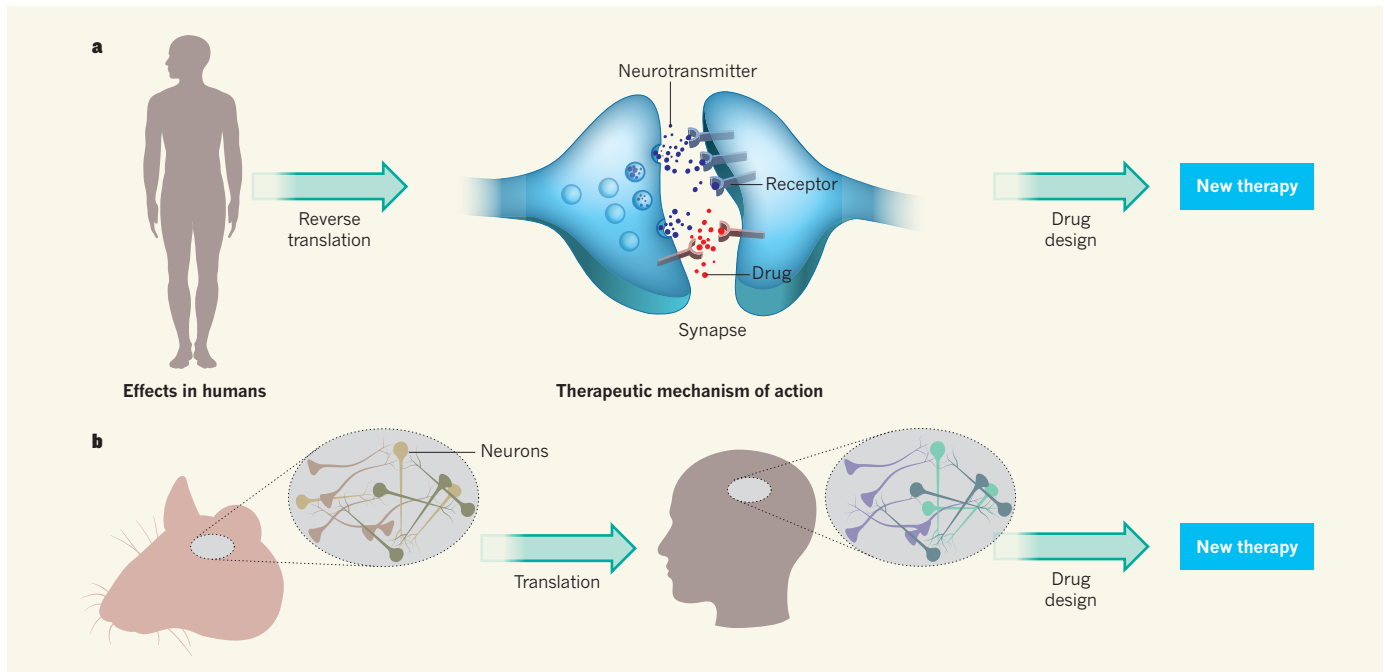 a
Neurotransmitter
Receptor
Reverse
translation
Drug
design
New therapy
Drug
Synapse
Effects in humans
Therapeutic mechanism of action
b
Neurons
Translation
Drug
design
New therapy